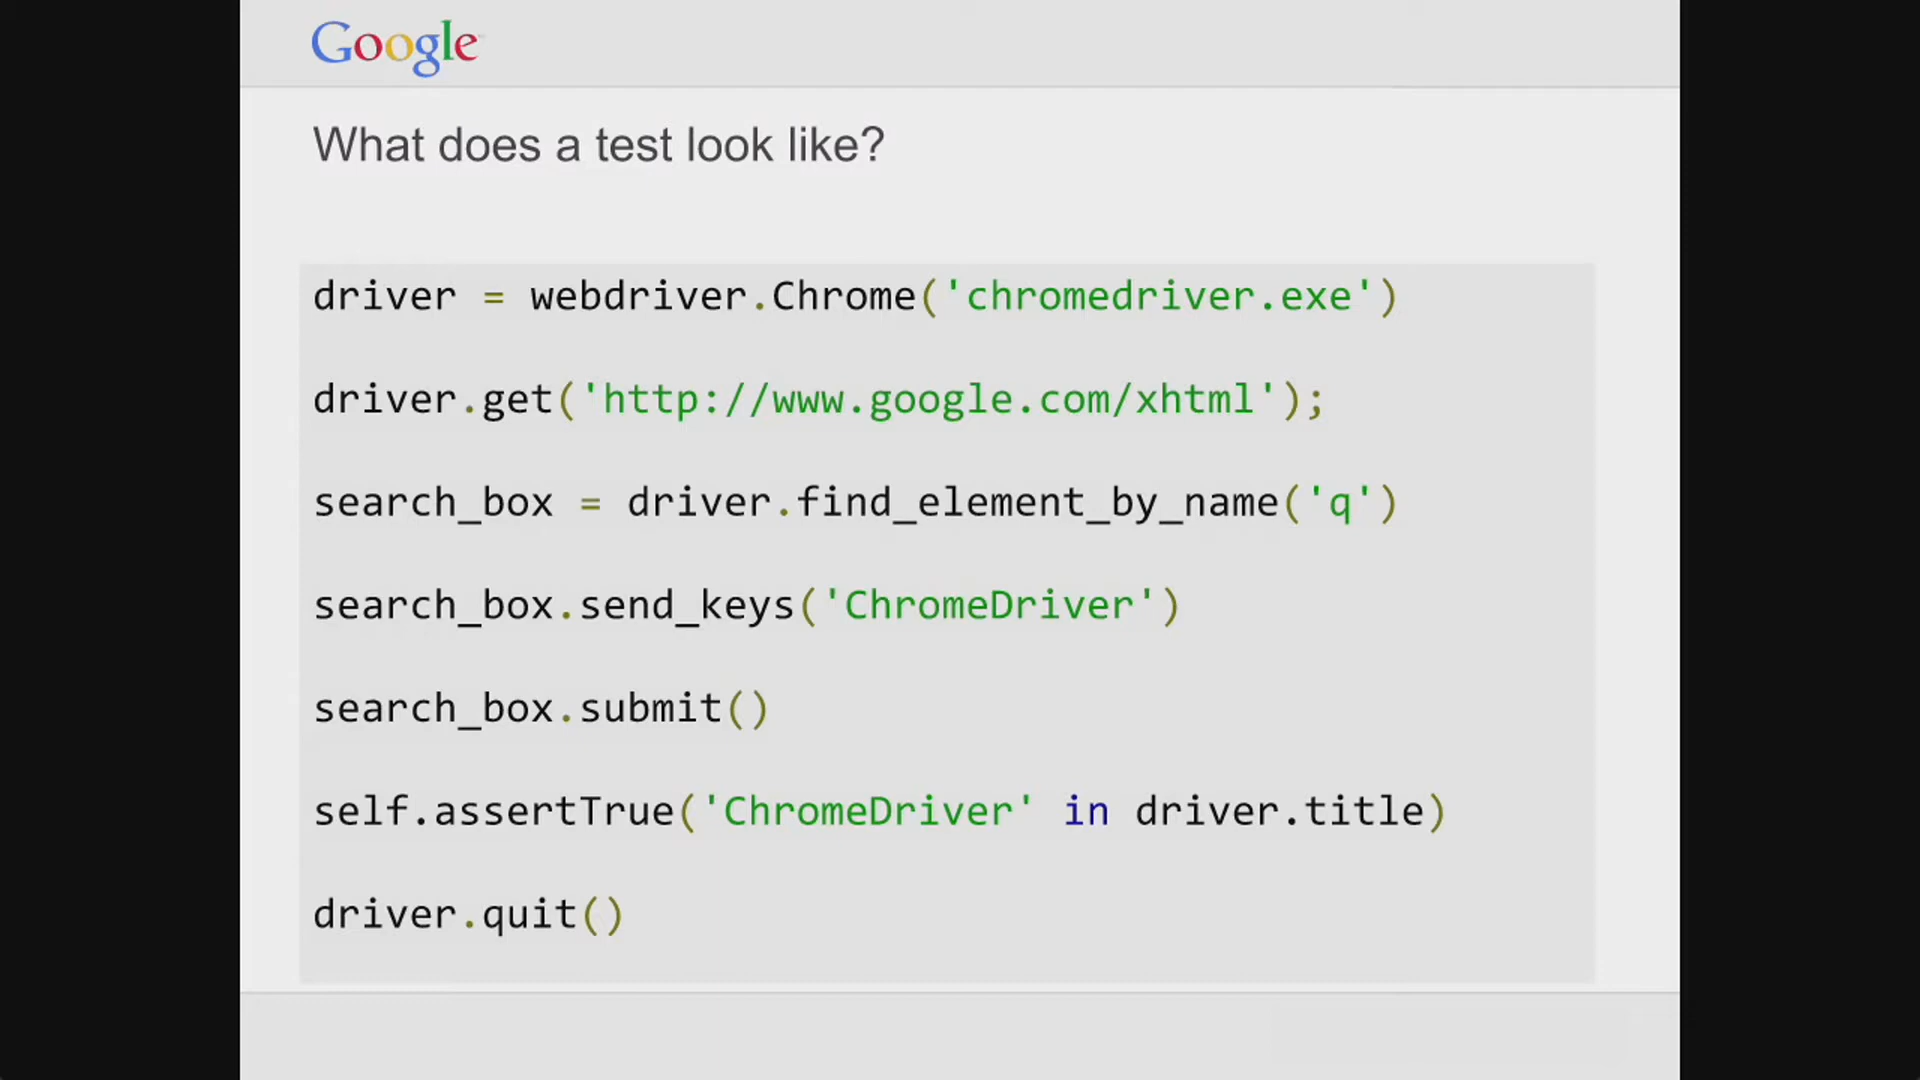 Google
What does a test look like?
driver = webdriver.Chrome('chromedriver.exe')
driver.get('http://www.google.com/xhtml');
search_box = driver.find_element_by_name('q')
search_box.send_keys('ChromeDriver')
search_box.submit()
self.assertTrue('ChromeDriver' in driver.title)
driver.quit()